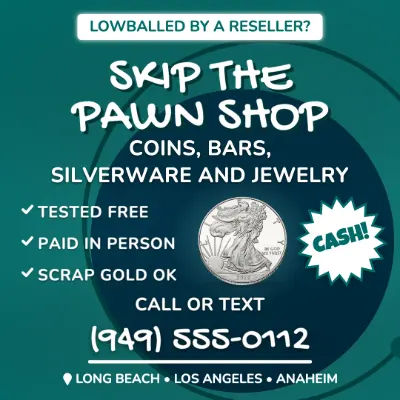 LOWBALLED BY A RESELLER?
SKIP THE
PAWN SHOP
COINS, BARS,
SILVERWARE AND JEWELRY
TESTED FREE
PAID IN PERSON
SCRAP GOLD OK
CASH!
CALL OR TEXT
(949) 555-0112
LONG BEACH • LOS ANGELES • ANAHEIM